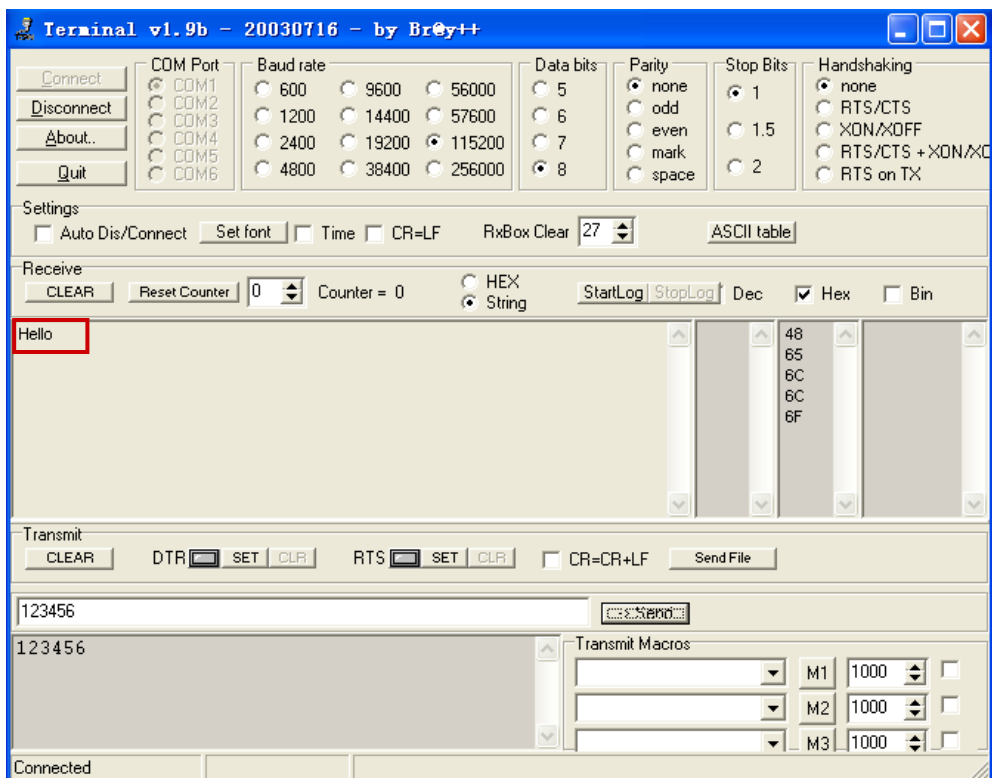 Terminal v1.9b - 20030716 - by Br@y++
Connect
Disconnect
About..
Quit
COM Port
COM1
COM2
COM3
COM4
COM5
COM6
Baud rate
600 9600 56000
1200 14400 57600
2400 19200 115200
4800 38400 256000
Data bits
5
6
7
8
Parity
none
odd
even
mark
space
Stop Bits
1
1.5
2
Handshaking
none
RTS/CTS
XON/XOFF
RTS/CTS + XON/XO
RTS on TX
Settings
Auto Dis/Connect Set font Time CR=LF RxBox Clear 27 ASCII table
Receive
CLEAR Reset Counter 0 Counter = 0 HEX
String
StartLog StopLog Dec Hex Bin
Hello
48
65
6C
6C
6F
Transmit
CLEAR DTR SET CLR RTS SET CLR CR=CR+LF Send File
123456 Send
123456
Transmit Macros
M1 1000
M2 1000
M3 1000
Connected